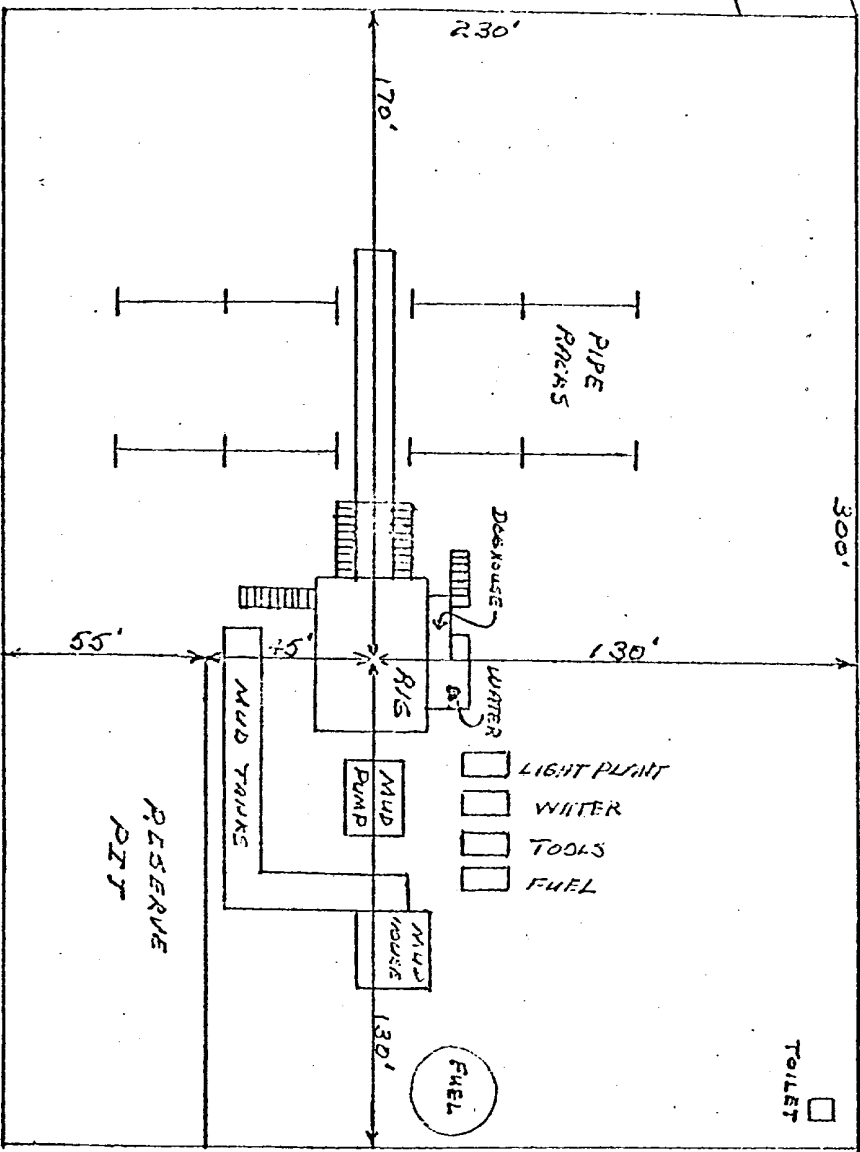 230'
170'
300'
PIPE
RACKS
DOGHOUSE
WATER
55'
45'
130'
RIG
MUD TANKS
MUD
PUMP
LIGHT PLANT
WATER
TOOLS
FUEL
RESERVE
PIT
MUD
HOUSE
130'
FUEL
TOILET